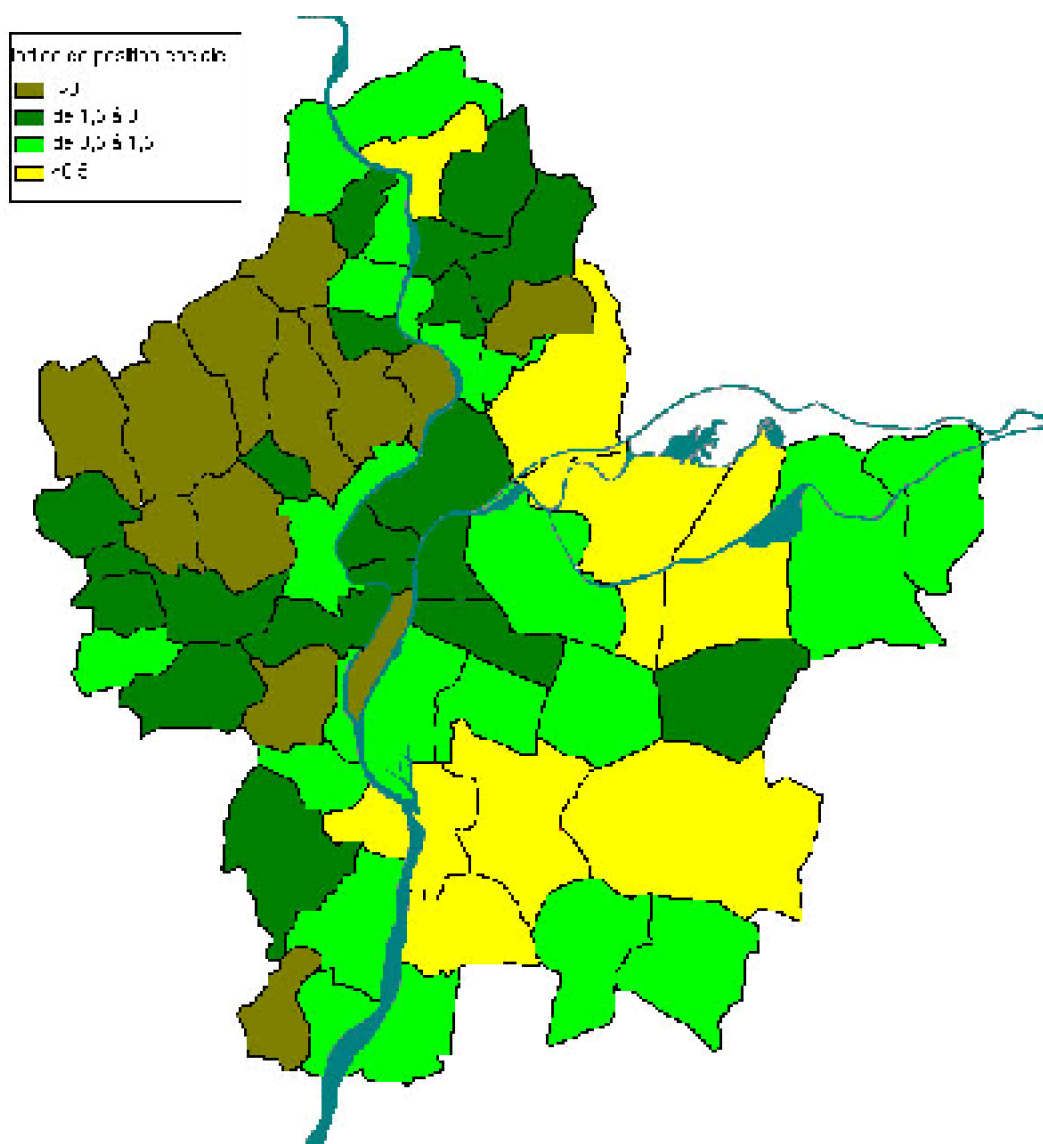 Indice de position sociale
>3
de 1,5 à 3
de 0,5 à 1,5
<0,5